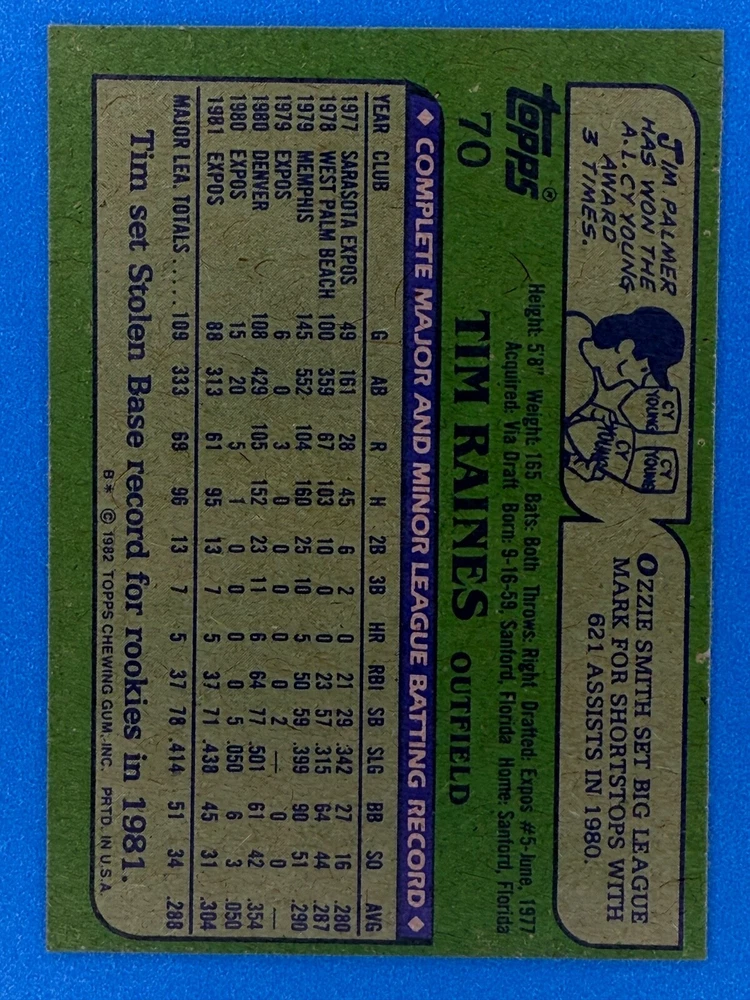 JIM PALMER
HAS WON THE
A.L. CY YOUNG
AWARD
3 TIMES.
CY
YOUNG
CY
YOUNG
CY
YOUNG
OZZIE SMITH SET BIG LEAGUE
MARK FOR SHORTSTOPS WITH
621 ASSISTS IN 1980.
topps®
70
Height: 5'8" Weight: 165 Bats: Both Throws: Right Drafted: Expos #5-June, 1977
Acquired: Via Draft Born: 9-16-59, Sanford, Florida Home: Sanford, Florida
TIM RAINES OUTFIELD
◆ COMPLETE MAJOR AND MINOR LEAGUE BATTING RECORD ◆
YEAR CLUB G AB R H 2B 3B HR RBI SB SLG BB SO AVG
1977 SARASOTA EXPOS 49 161 28 45 6 2 0 21 29 .342 27 16 .280
1978 WEST PALM BEACH 100 359 67 103 10 0 0 23 57 .315 64 44 .287
1979 MEMPHIS 145 552 104 160 25 10 5 50 59 .399 90 51 .290
1979 EXPOS 6 0 3 0 0 0 0 0 2 — 0 0 —
1980 DENVER 108 429 105 152 23 11 6 64 77 .501 61 42 .354
1980 EXPOS 15 20 5 1 0 0 0 0 5 .050 6 3 .050
1981 EXPOS 88 313 61 95 13 7 5 37 71 .438 45 31 .304
MAJOR LEA. TOTALS ..... 109 333 69 96 13 7 5 37 78 .414 51 34 .288
Tim set Stolen Base record for rookies in 1981.
B* © 1982 TOPPS CHEWING GUM, INC. PRTD. IN U.S.A.